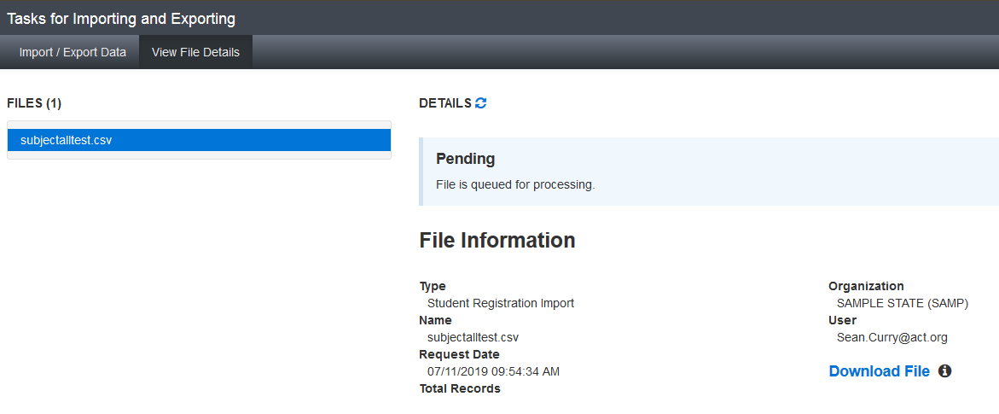 Tasks for Importing and Exporting
Import / Export Data
View File Details
FILES (1)
subjectalltest.csv
DETAILS
Pending
File is queued for processing.
File Information
Type
Student Registration Import
Name
subjectalltest.csv
Request Date
07/11/2019 09:54:34 AM
Total Records
Organization
SAMPLE STATE (SAMP)
User
Sean.Curry@act.org
Download File